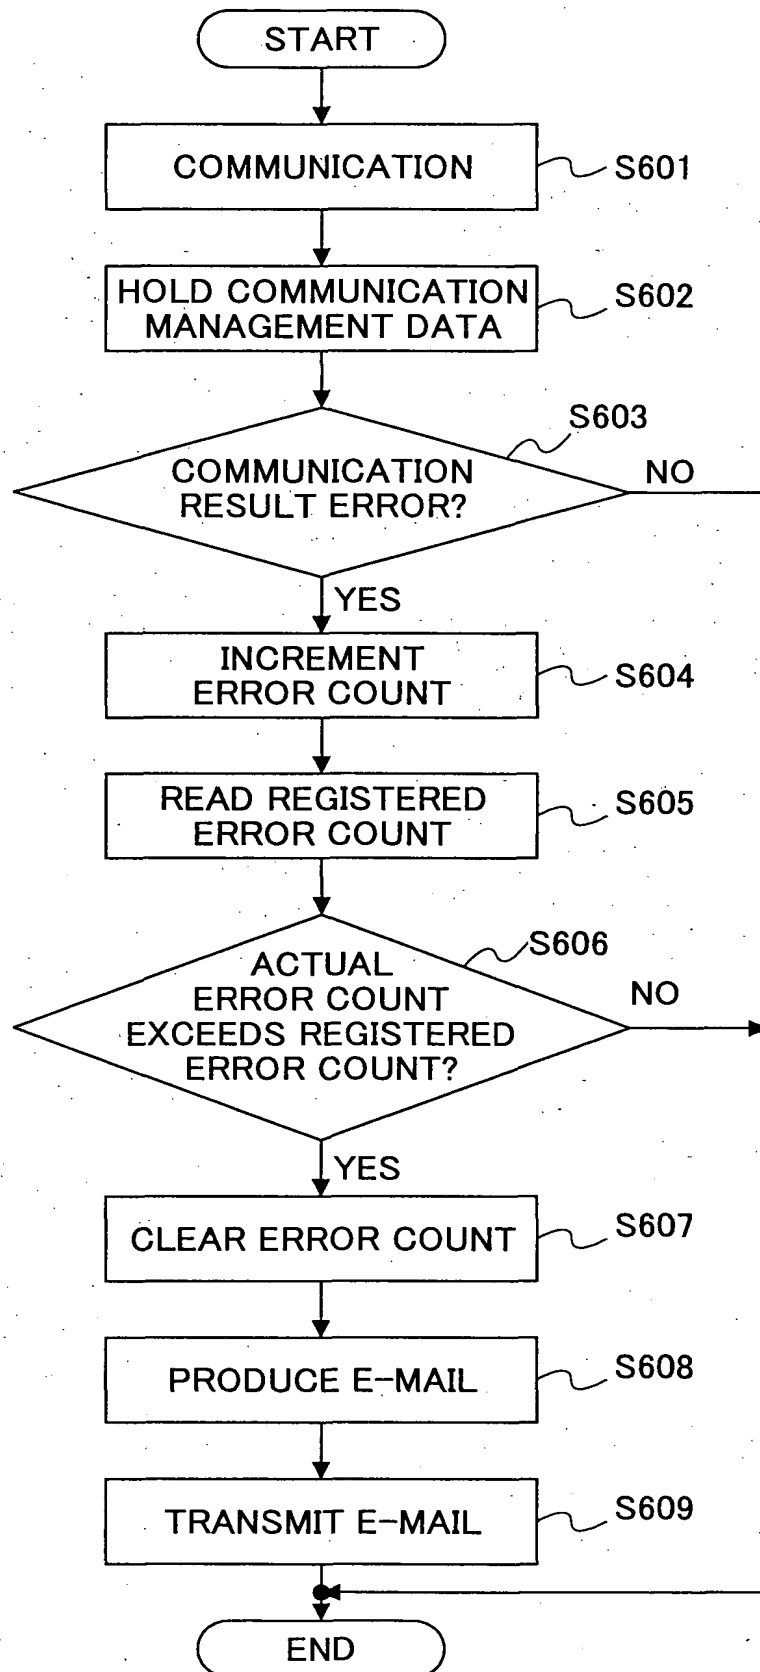 START
COMMUNICATION
S601
HOLD COMMUNICATION
MANAGEMENT DATA
S602
S603
COMMUNICATION
RESULT ERROR?
NO
YES
INCREMENT
ERROR COUNT
S604
READ REGISTERED
ERROR COUNT
S605
S606
ACTUAL
ERROR COUNT
EXCEEDS REGISTERED
ERROR COUNT?
NO
YES
CLEAR ERROR COUNT
S607
PRODUCE E-MAIL
S608
TRANSMIT E-MAIL
S609
END